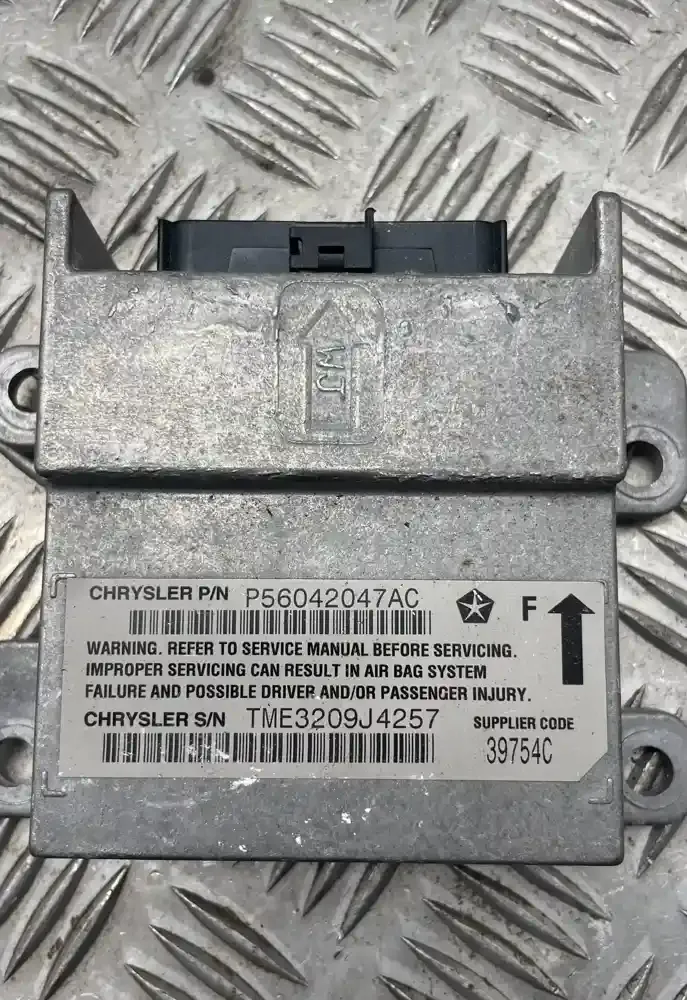 WJ
CHRYSLER P/N P56042047AC F
WARNING. REFER TO SERVICE MANUAL BEFORE SERVICING.
IMPROPER SERVICING CAN RESULT IN AIR BAG SYSTEM
FAILURE AND POSSIBLE DRIVER AND/OR PASSENGER INJURY.
CHRYSLER S/N TME3209J4257 SUPPLIER CODE
39754C